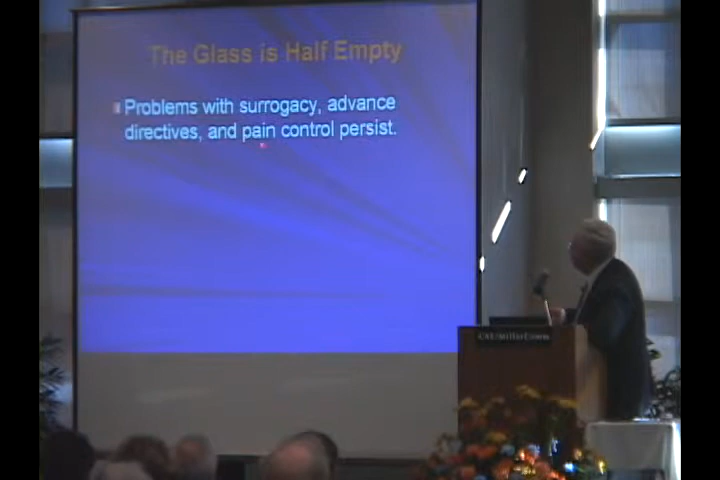 The Glass is Half Empty
Problems with surrogacy, advance
directives, and pain control persist.